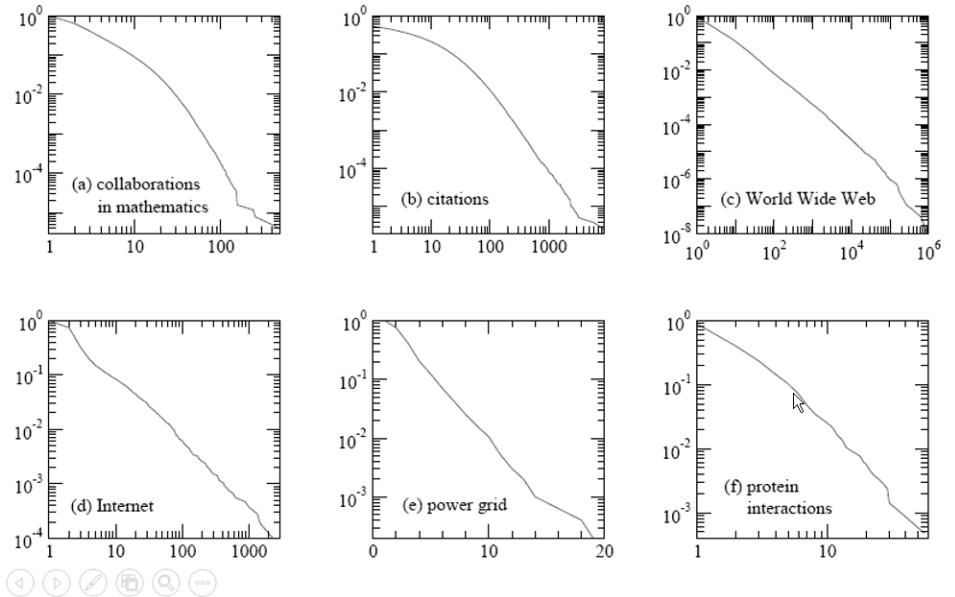 10^0 10^-2 10^-4
(a) collaborations
in mathematics
1 10 100
10^0 10^-2 10^-4
(b) citations
1 10 100 1000
10^0 10^-2 10^-4 10^-6 10^-8
(c) World Wide Web
10^0 10^2 10^4 10^6
10^0 10^-1 10^-2 10^-3 10^-4
(d) Internet
1 10 100 1000
10^0 10^-1 10^-2 10^-3
(e) power grid
0 10 20
10^0 10^-1 10^-2 10^-3
(f) protein
interactions
1 10